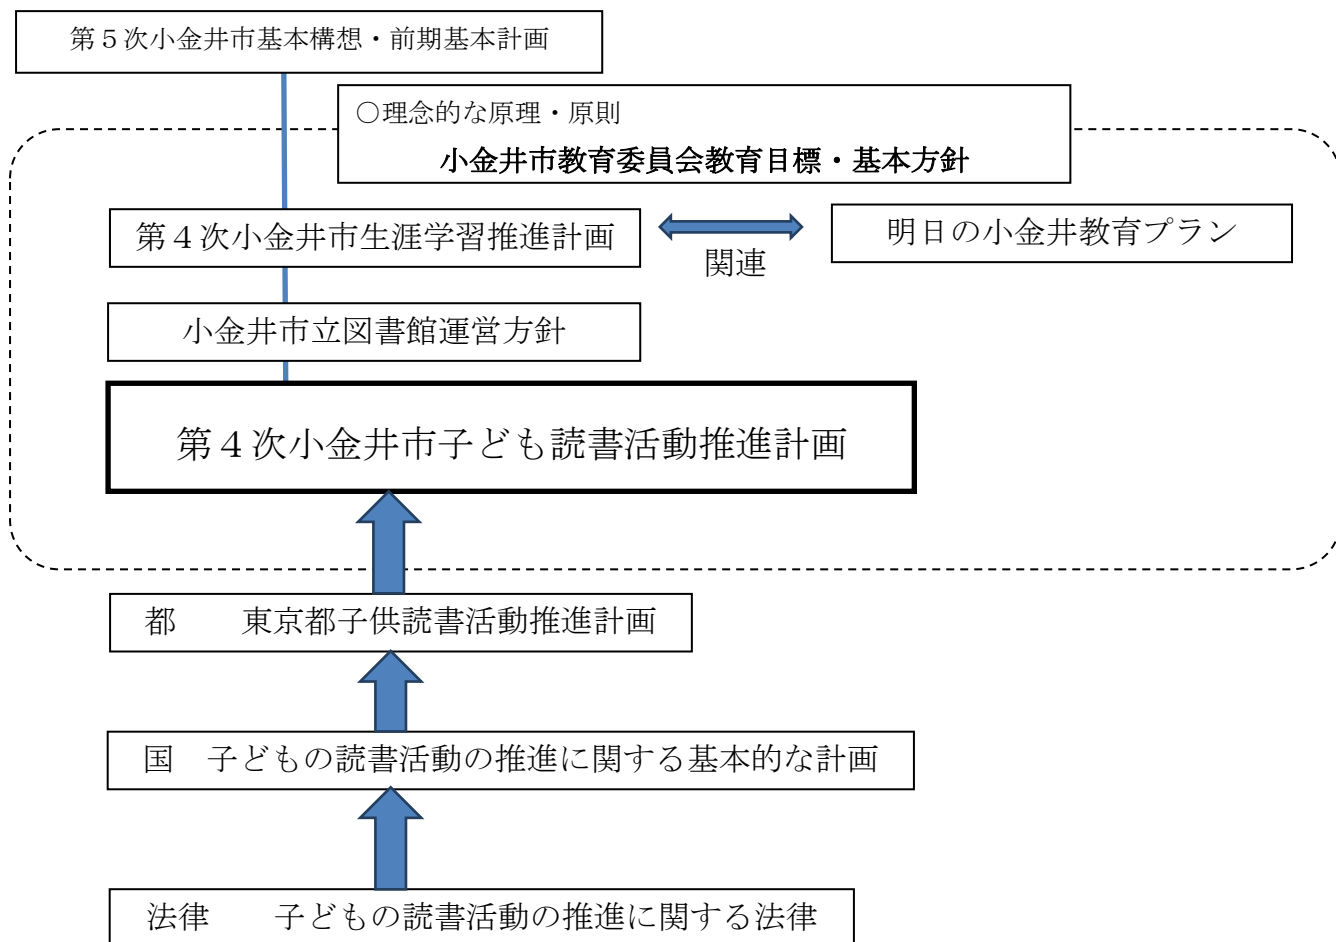 第５次小金井市基本構想・前期基本計画
○理念的な原理・原則
小金井市教育委員会教育目標・基本方針
第４次小金井市生涯学習推進計画
関連
明日の小金井教育プラン
小金井市立図書館運営方針
第４次小金井市子ども読書活動推進計画
都　　東京都子供読書活動推進計画
国　子どもの読書活動の推進に関する基本的な計画
法律　　子どもの読書活動の推進に関する法律